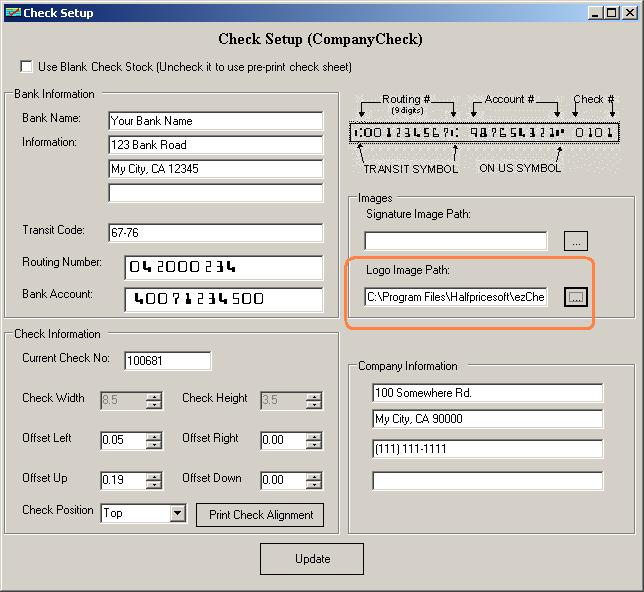 Check Setup
Check Setup (CompanyCheck)
Use Blank Check Stock (Uncheck it to use pre-print check sheet)
Bank Information
Bank Name: Your Bank Name
Information: 123 Bank Road
My City, CA 12345
Transit Code: 67-76
Routing Number: 042000234
Bank Account: 40071234500
Routing # Account # Check #
(9 digits)
⑆001234567⑆ 987654321⑈ 0101
TRANSIT SYMBOL ON US SYMBOL
Images
Signature Image Path:
...
Logo Image Path:
C:\Program Files\Halfpricesoft\ezChe ...
Check Information
Current Check No: 100681
Check Width 8.5 Check Height 3.5
Offset Left 0.05 Offset Right 0.00
Offset Up 0.19 Offset Down 0.00
Check Position Top Print Check Alignment
Company Information
100 Somewhere Rd.
My City, CA 90000
(111) 111-1111
Update